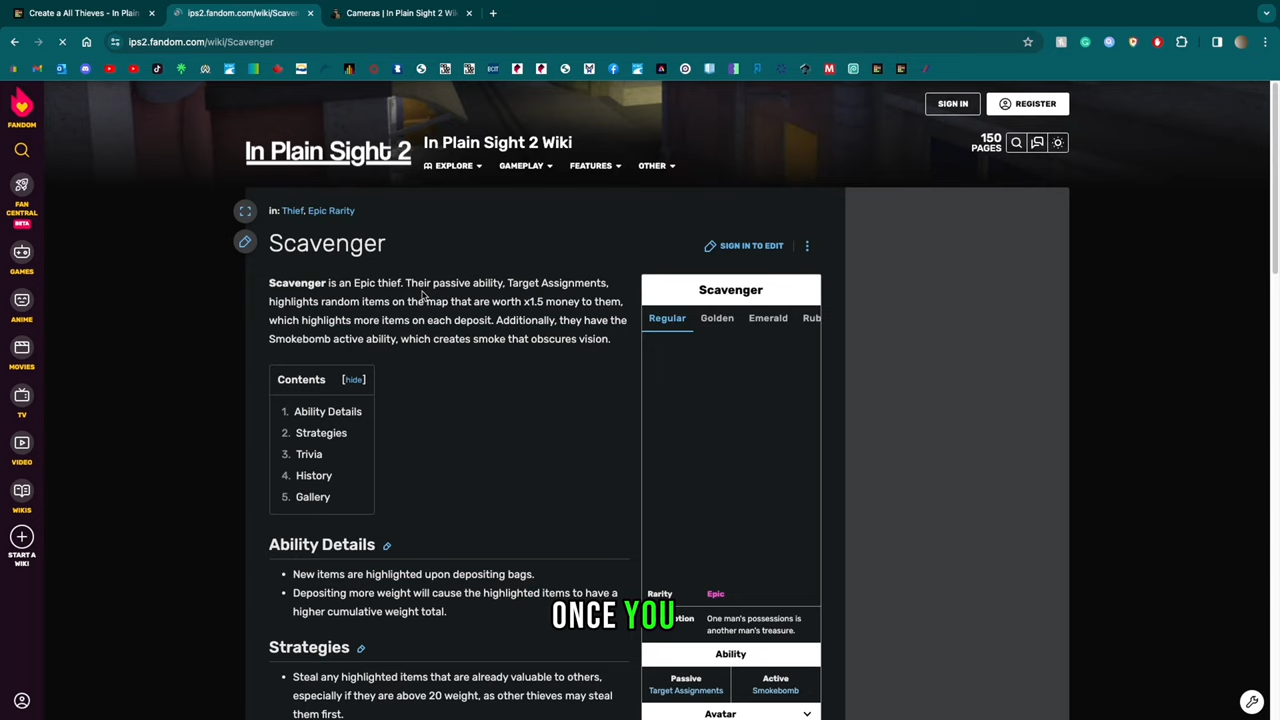 Create a All Thieves - In Plain
ips2.fandom.com/wiki/Scaven
Cameras | In Plain Sight 2 Wi
ips2.fandom.com/wiki/Scavenger
SIGN IN
REGISTER
FANDOM
In Plain Sight 2
In Plain Sight 2 Wiki
150 PAGES
EXPLORE GAMEPLAY FEATURES OTHER
FAN CENTRAL
BETA
GAMES
ANIME
MOVIES
TV
VIDEO
WIKIS
START A WIKI
in: Thief, Epic Rarity
Scavenger
SIGN IN TO EDIT
Scavenger is an Epic thief. Their passive ability, Target Assignments,
highlights random items on the map that are worth x1.5 money to them,
which highlights more items on each deposit. Additionally, they have the
Smokebomb active ability, which creates smoke that obscures vision.
Contents [hide]
1. Ability Details
2. Strategies
3. Trivia
4. History
5. Gallery
Ability Details
• New items are highlighted upon depositing bags.
• Depositing more weight will cause the highlighted items to have a
higher cumulative weight total.
Strategies
• Steal any highlighted items that are already valuable to others,
especially if they are above 20 weight, as other thieves may steal
them first.
Scavenger
Regular Golden Emerald Rub
Rarity Epic
ption One man's possessions is
another man's treasure.
Ability
Passive Active
Target Assignments Smokebomb
Avatar
ONCE YOU